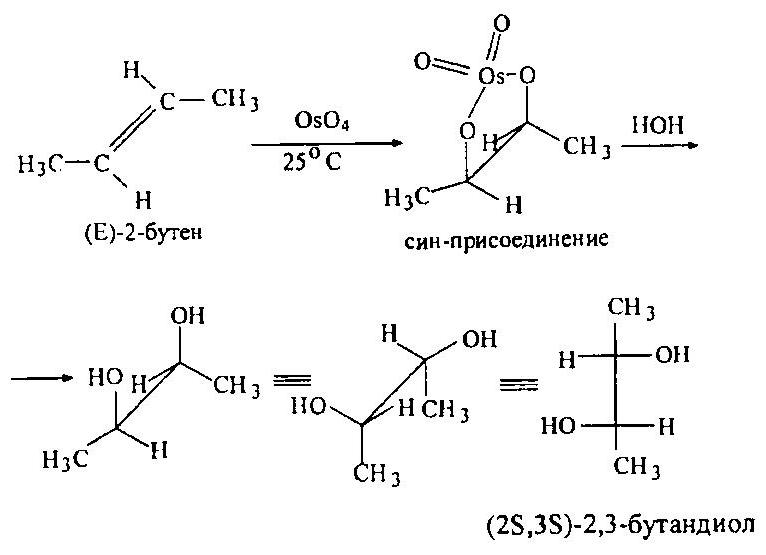 H
C—CH3
H3C—C
H
(E)-2-бутен
OsO4
25° C
O
O
Os—O
O
H
CH3
H3C
H
син-присоединение
HOH
OH
HO
H
CH3
H3C
H
H
OH
HO
H
CH3
CH3
CH3
H
OH
HO
H
CH3
(2S,3S)-2,3-бутандиол